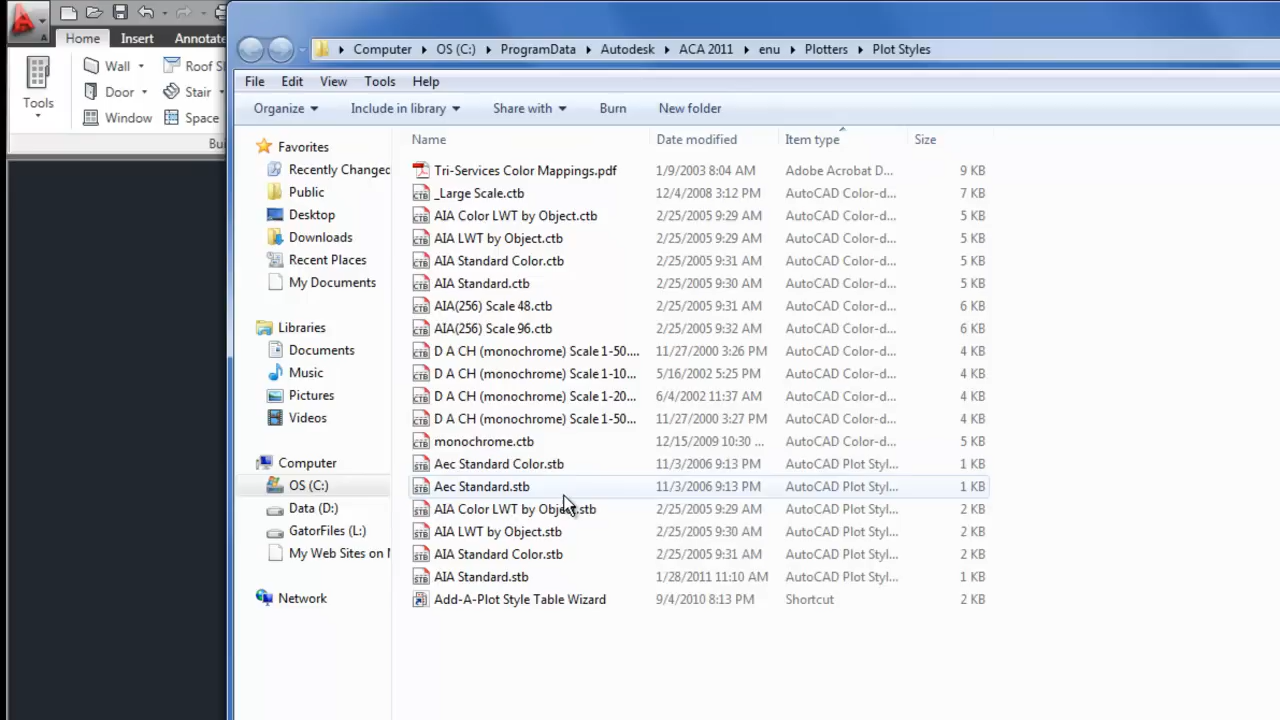 Home Insert Annotate
Tools
Wall
Roof S
Door
Stair
Window
Space
Bui
Computer OS (C:) ProgramData Autodesk ACA 2011 enu Plotters Plot Styles
File Edit View Tools Help
Organize Include in library Share with Burn New folder
Favorites
Recently Changed
Public
Desktop
Downloads
Recent Places
My Documents
Libraries
Documents
Music
Pictures
Videos
Computer
OS (C:)
Data (D:)
GatorFiles (L:)
My Web Sites on M
Network
Name Date modified Item type Size
Tri-Services Color Mappings.pdf 1/9/2003 8:04 AM Adobe Acrobat D... 9 KB
_Large Scale.ctb 12/4/2008 3:12 PM AutoCAD Color-d... 7 KB
AIA Color LWT by Object.ctb 2/25/2005 9:29 AM AutoCAD Color-d... 5 KB
AIA LWT by Object.ctb 2/25/2005 9:29 AM AutoCAD Color-d... 5 KB
AIA Standard Color.ctb 2/25/2005 9:31 AM AutoCAD Color-d... 5 KB
AIA Standard.ctb 2/25/2005 9:30 AM AutoCAD Color-d... 5 KB
AIA(256) Scale 48.ctb 2/25/2005 9:31 AM AutoCAD Color-d... 6 KB
AIA(256) Scale 96.ctb 2/25/2005 9:32 AM AutoCAD Color-d... 6 KB
D A CH (monochrome) Scale 1-50.... 11/27/2000 3:26 PM AutoCAD Color-d... 4 KB
D A CH (monochrome) Scale 1-10... 5/16/2002 5:25 PM AutoCAD Color-d... 4 KB
D A CH (monochrome) Scale 1-20... 6/4/2002 11:37 AM AutoCAD Color-d... 4 KB
D A CH (monochrome) Scale 1-50... 11/27/2000 3:27 PM AutoCAD Color-d... 4 KB
monochrome.ctb 12/15/2009 10:30 ... AutoCAD Color-d... 5 KB
Aec Standard Color.stb 11/3/2006 9:13 PM AutoCAD Plot Styl... 1 KB
Aec Standard.stb 11/3/2006 9:13 PM AutoCAD Plot Styl... 1 KB
AIA Color LWT by Object.stb 2/25/2005 9:29 AM AutoCAD Plot Styl... 2 KB
AIA LWT by Object.stb 2/25/2005 9:30 AM AutoCAD Plot Styl... 2 KB
AIA Standard Color.stb 2/25/2005 9:31 AM AutoCAD Plot Styl... 2 KB
AIA Standard.stb 1/28/2011 11:10 AM AutoCAD Plot Styl... 1 KB
Add-A-Plot Style Table Wizard 9/4/2010 8:13 PM Shortcut 2 KB